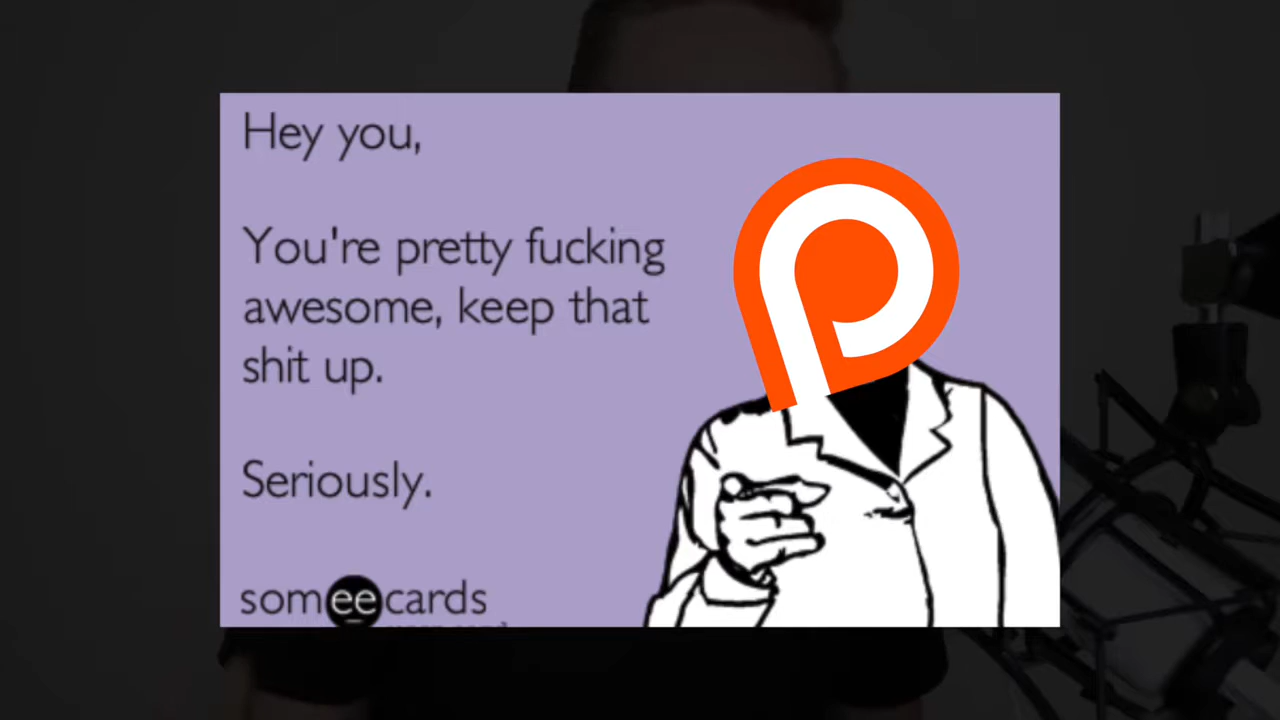 Hey you,
You're pretty fucking
awesome, keep that
shit up.
Seriously.
someecards